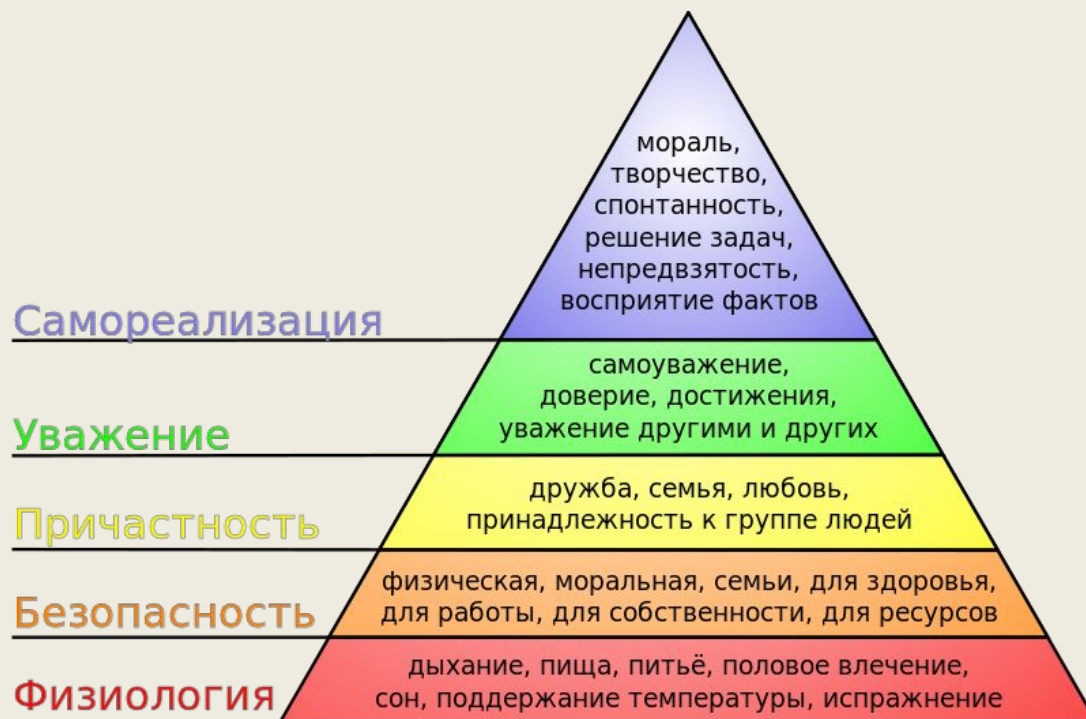 мораль,
творчество,
спонтанность,
решение задач,
непредвзятость,
восприятие фактов
Самореализация
самоуважение,
доверие, достижения,
уважение другими и других
Уважение
дружба, семья, любовь,
принадлежность к группе людей
Причастность
физическая, моральная, семьи, для здоровья,
для работы, для собственности, для ресурсов
Безопасность
дыхание, пища, питьё, половое влечение,
сон, поддержание температуры, испражнение
Физиология